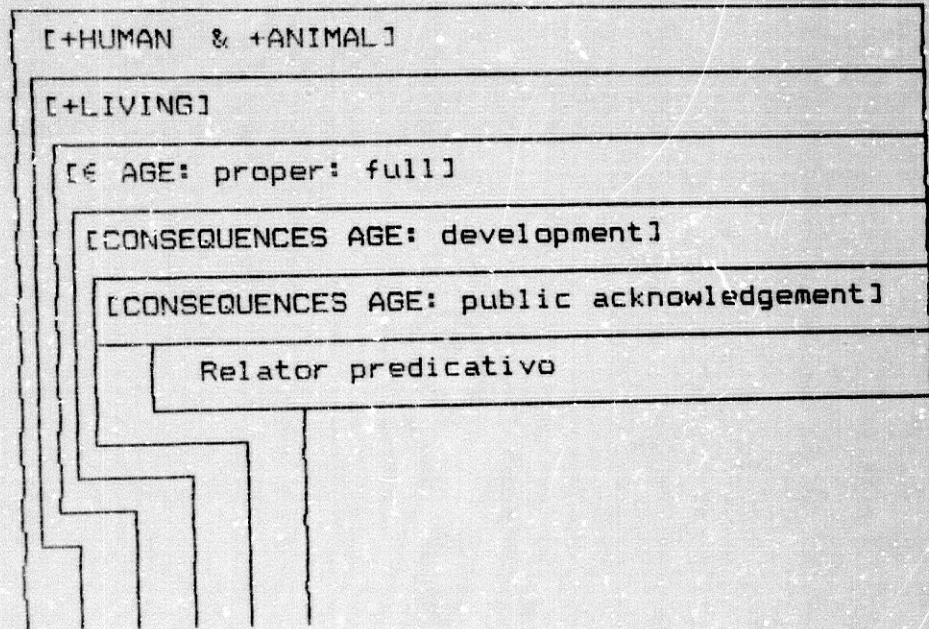 [+HUMAN & +ANIMAL]
[+LIVING]
[∈ AGE: proper: full]
[CONSEQUENCES AGE: development]
[CONSEQUENCES AGE: public acknowledgement]
Relator predicativo